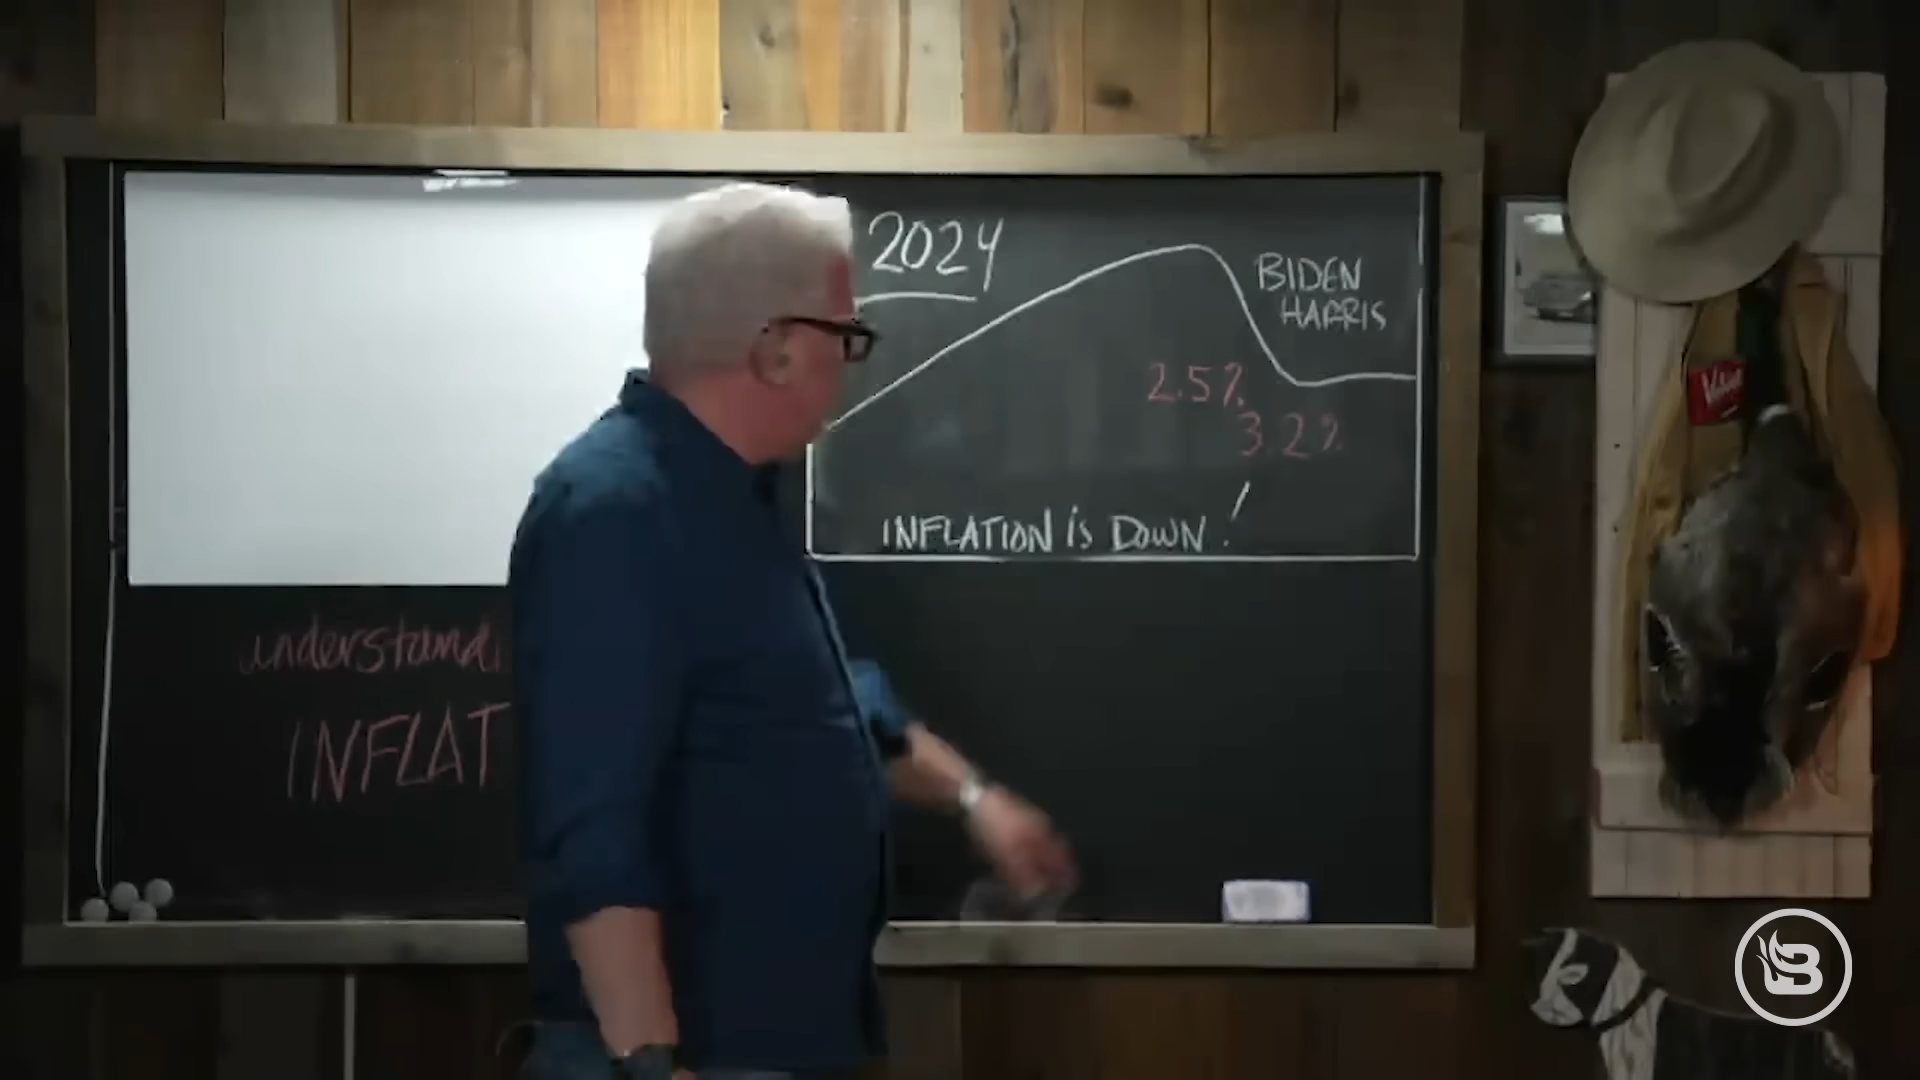 2024
BIDEN
HARRIS
2.5%
3.2%
INFLATION is DOWN!
understandi
INFLAT
B